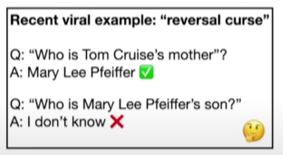 Recent viral example: “reversal curse”
Q: “Who is Tom Cruise’s mother”?
A: Mary Lee Pfeiffer ✅
Q: “Who is Mary Lee Pfeiffer’s son?”
A: I don’t know ❌